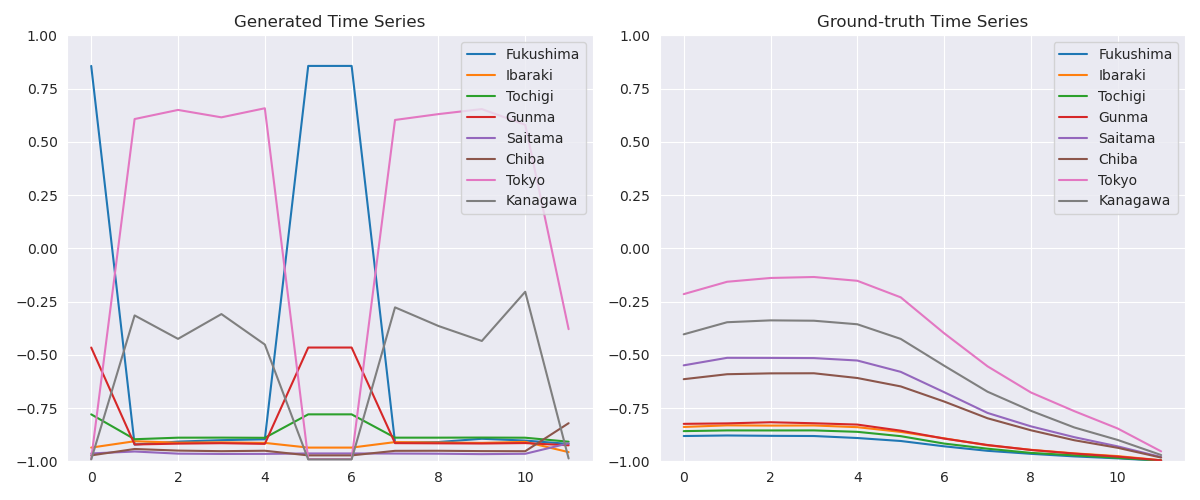 Generated Time Series
1.00
0.75
0.50
0.25
0.00
−0.25
−0.50
−0.75
−1.00
0 2 4 6 8 10
Fukushima
Ibaraki
Tochigi
Gunma
Saitama
Chiba
Tokyo
Kanagawa
Ground-truth Time Series
1.00
0.75
0.50
0.25
0.00
−0.25
−0.50
−0.75
−1.00
0 2 4 6 8 10
Fukushima
Ibaraki
Tochigi
Gunma
Saitama
Chiba
Tokyo
Kanagawa